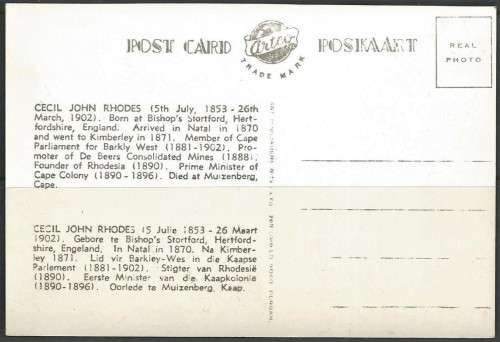 POST CARD
Artco
TRADE MARK
POSKAART
REAL
PHOTO
CECIL JOHN RHODES (5th July, 1853 - 26th
March, 1902). Born at Bishop's Stortford, Hert-
fordshire, England. Arrived in Natal in 1870
and went to Kimberley in 1871. Member of Cape
Parliament for Barkly West (1881-1902). Pro-
moter of De Beers Consolidated Mines (1888).
Founder of Rhodesia (1890). Prime Minister of
Cape Colony (1890 - 1896). Died at Muizenberg,
Cape.
CECIL JOHN RHODES (5 Julie 1853 - 26 Maart
1902). Gebore te Bishop's Stortford, Hertford-
shire, Engeland. In Natal in 1870. Na Kimber-
ley 1871. Lid vir Barkley-Wes in die Kaapse
Parlement (1881-1902). Stigter van Rhodesië
(1890). Eerste Minister van die Kaapkolonie
(1890-1896). Oorlede te Muizenberg, Kaap.